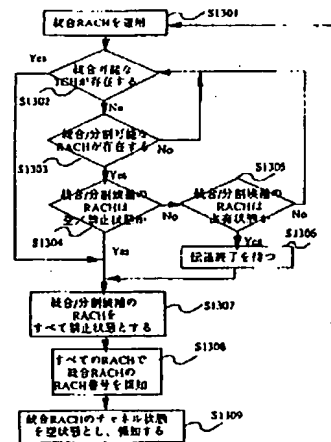 S1301
統合RACHを運用
Yes
統合可能な
TCHが存在する
S1302
No
統合/分割可能な
RACHが存在する
No
S1303
Yes
S1305
統合/分割候補の
RACHは
空/禁止状態か
No
統合/分割候補の
RACHは
占有状態か
No
S1304
Yes
Yes
S1306
伝送終了を待つ
統合/分割候補の
RACHを
すべて禁止状態とする
S1307
すべてのRACHで
統合RACHの
RACH番号を報知
S1308
統合RACHのチャネル状態
を空状態とし、報知する
S1309